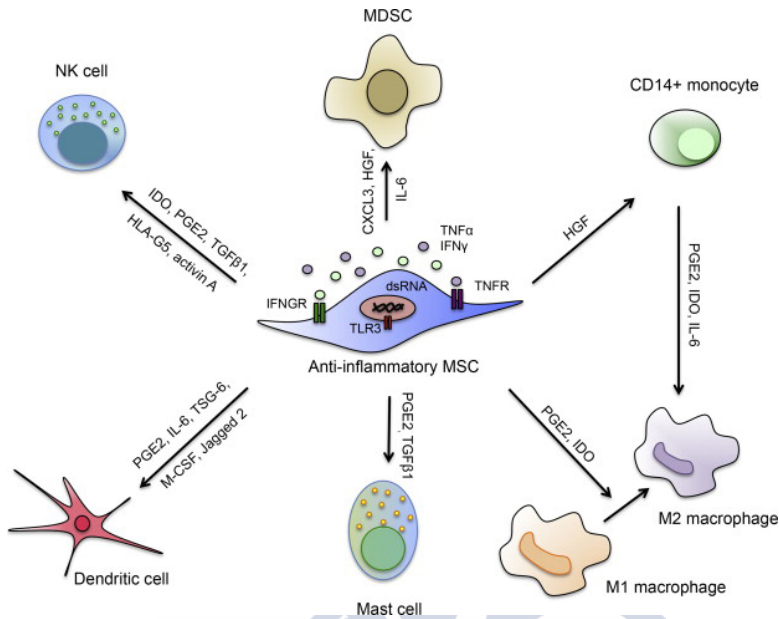 MDSC
NK cell
CD14+ monocyte
CXCL3, HGF,
IL-6
IDO, PGE2, TGFβ1,
HLA-G5, activin A
TNFα
IFNγ
HGF
dsRNA
IFNGR
TNFR
TLR3
PGE2, IDO, IL-6
Anti-inflammatory MSC
PGE2, IL-6, TSG-6,
M-CSF, Jagged 2
PGE2, TGFβ1
PGE2, IDO
M2 macrophage
Dendritic cell
M1 macrophage
Mast cell